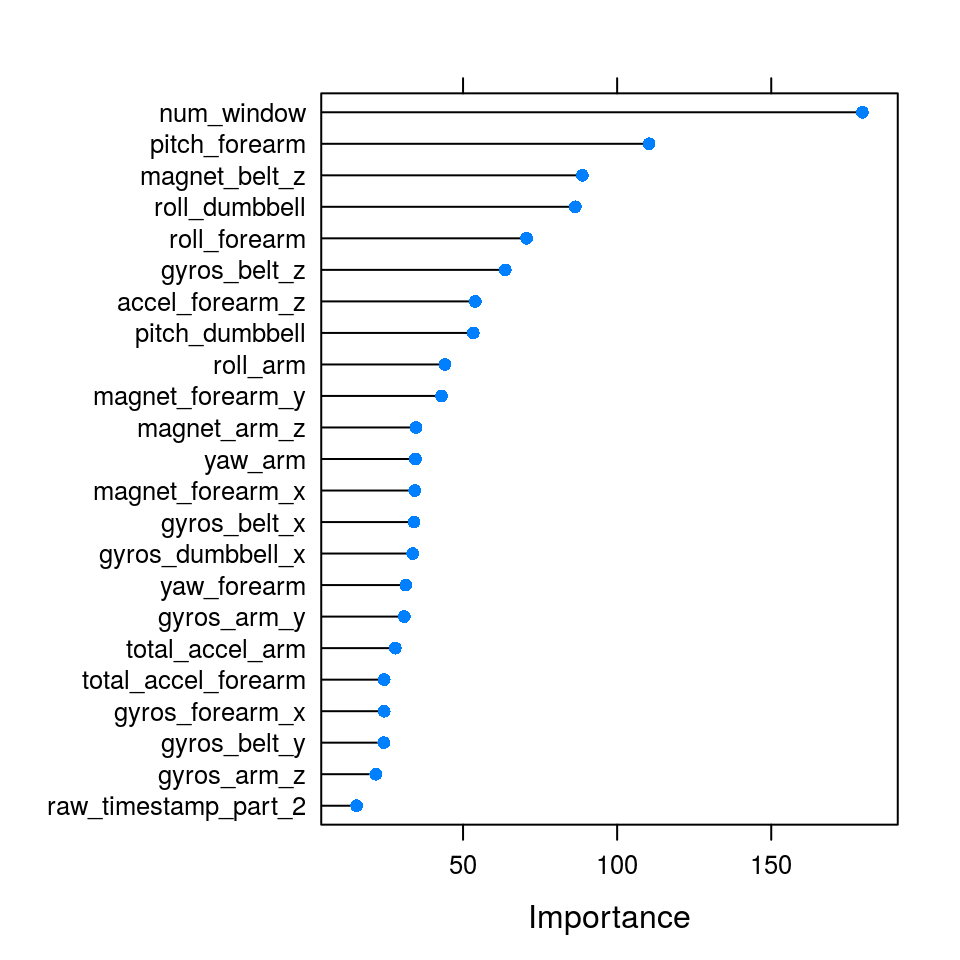 num_window
pitch_forearm
magnet_belt_z
roll_dumbbell
roll_forearm
gyros_belt_z
accel_forearm_z
pitch_dumbbell
roll_arm
magnet_forearm_y
magnet_arm_z
yaw_arm
magnet_forearm_x
gyros_belt_x
gyros_dumbbell_x
yaw_forearm
gyros_arm_y
total_accel_arm
total_accel_forearm
gyros_forearm_x
gyros_belt_y
gyros_arm_z
raw_timestamp_part_2
50 100 150
Importance